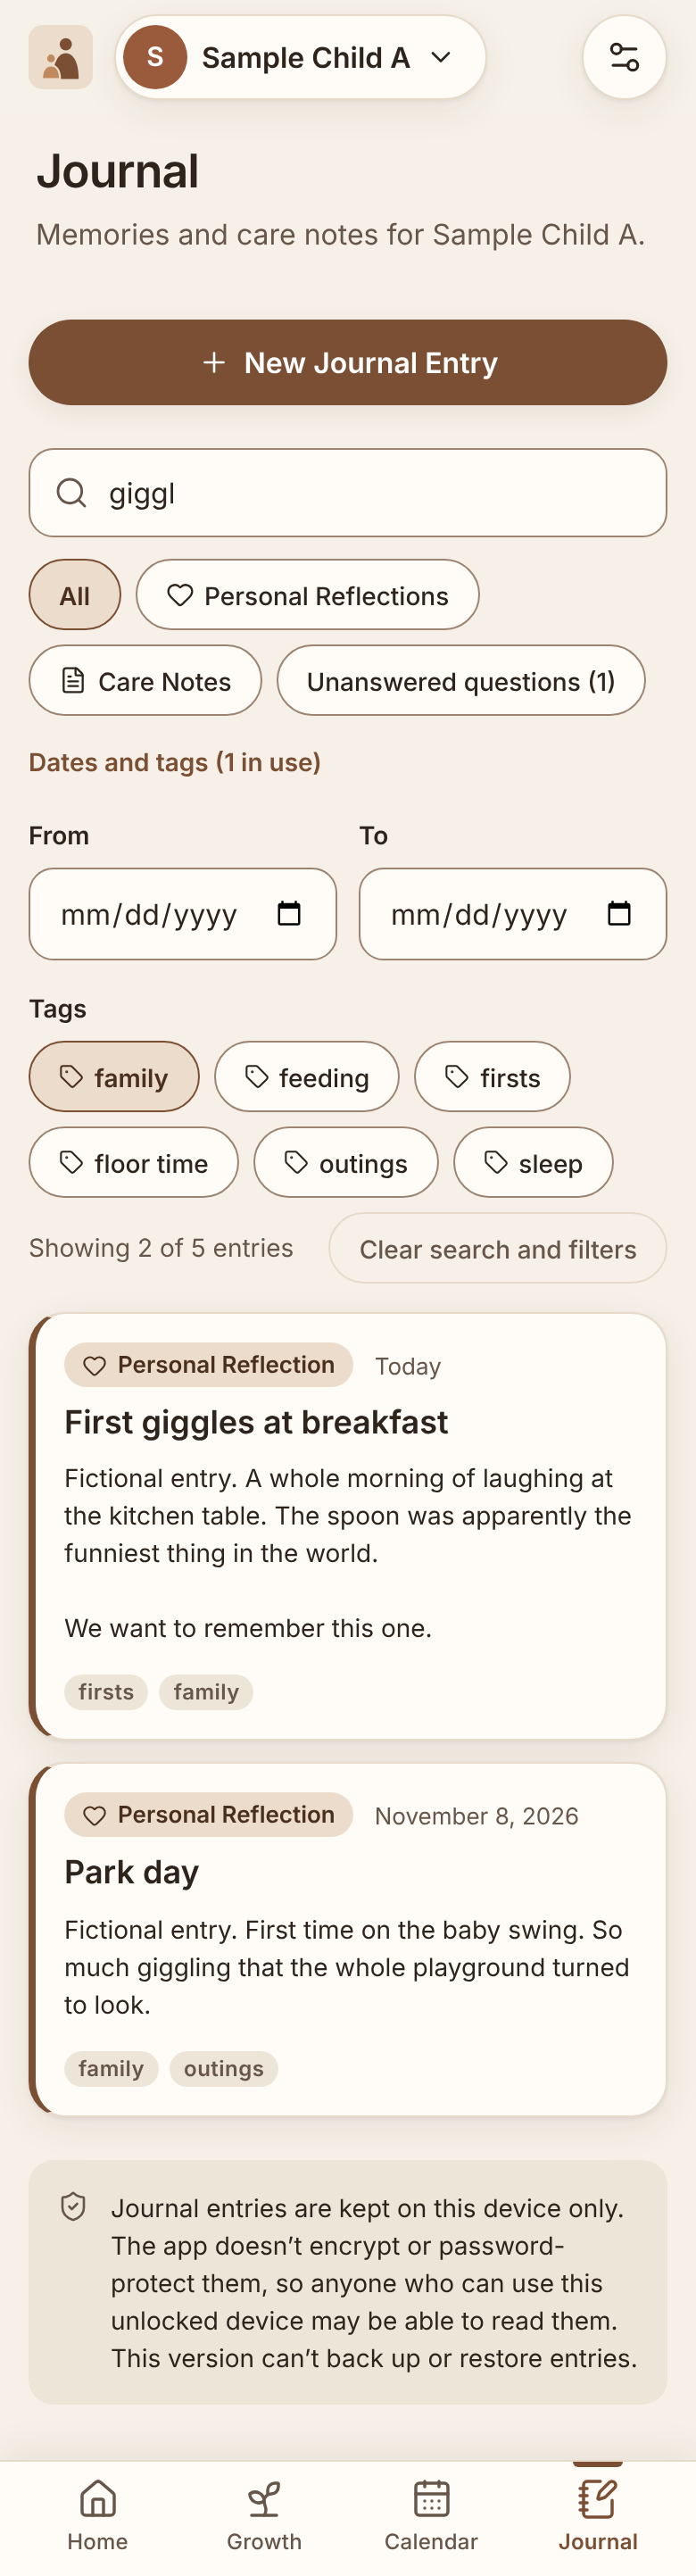 S Sample Child A
Journal
Memories and care notes for Sample Child A.
New Journal Entry
giggl
All Personal Reflections
Care Notes Unanswered questions (1)
Dates and tags (1 in use)
From To
mm/dd/yyyy mm/dd/yyyy
Tags
family feeding firsts
floor time outings sleep
Showing 2 of 5 entries Clear search and filters
Personal Reflection Today
First giggles at breakfast
Fictional entry. A whole morning of laughing at
the kitchen table. The spoon was apparently the
funniest thing in the world.
We want to remember this one.
firsts family
Personal Reflection November 8, 2026
Park day
Fictional entry. First time on the baby swing. So
much giggling that the whole playground turned
to look.
family outings
Journal entries are kept on this device only.
The app doesn’t encrypt or password-
protect them, so anyone who can use this
unlocked device may be able to read them.
This version can’t back up or restore entries.
Home Growth Calendar Journal